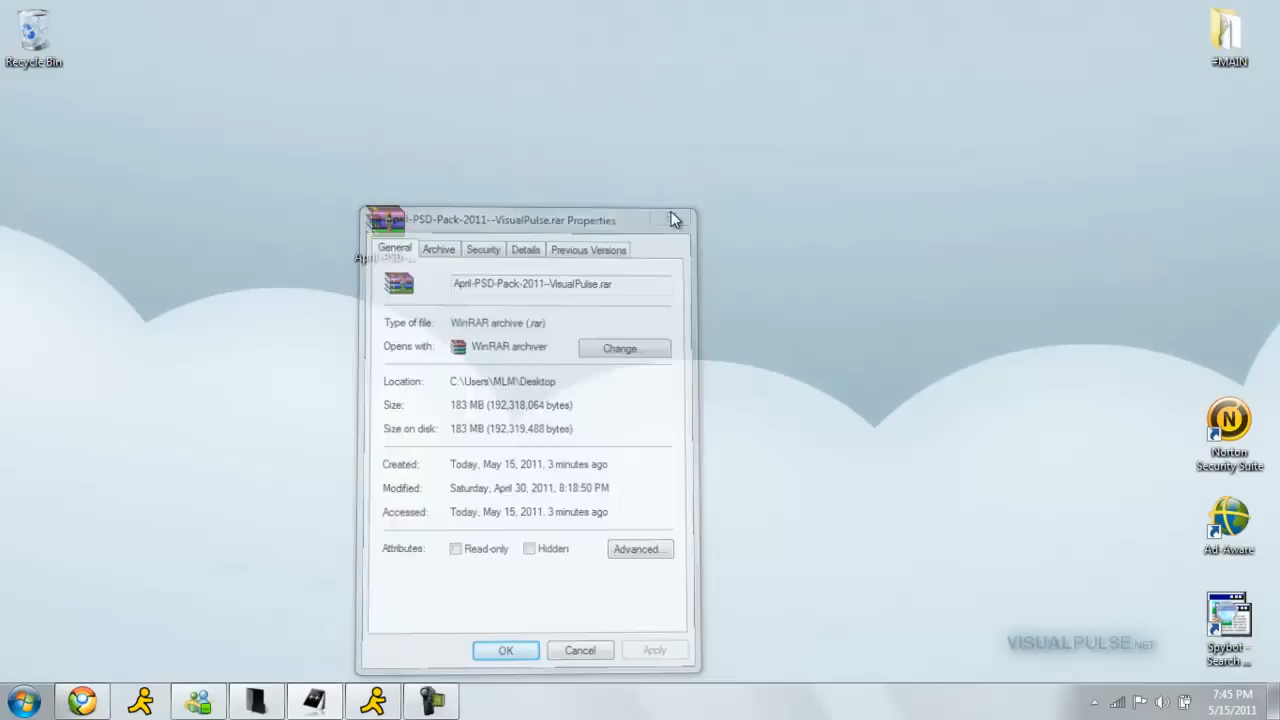 Recycle Bin
#MAIN
April-PSD-Pack-2011--VisualPulse.rar Properties
General Archive Security Details Previous Versions
April-PSD-Pack-2011--VisualPulse.rar
Type of file: WinRAR archive (.rar)
Opens with: WinRAR archiver Change...
Location: C:\Users\MLM\Desktop
Size: 183 MB (192,318,064 bytes)
Size on disk: 183 MB (192,319,488 bytes)
Created: Today, May 15, 2011, 3 minutes ago
Modified: Saturday, April 30, 2011, 8:18:50 PM
Accessed: Today, May 15, 2011, 3 minutes ago
Attributes: Read-only Hidden Advanced...
OK Cancel Apply
N
Norton
Security Suite
Ad-Aware
Spybot -
Search ...
VISUALPULSE.NET
7:45 PM
5/15/2011